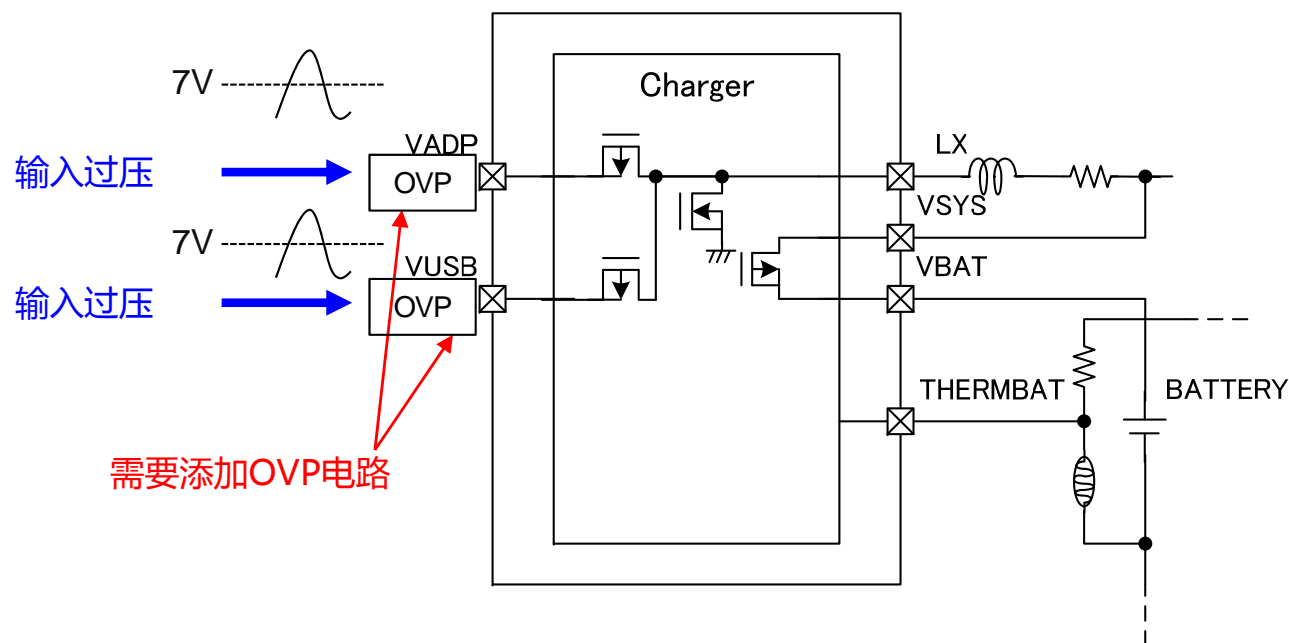 Charger
7V
VADP
LX
输入过压
OVP
VSYS
7V
VUSB
VBAT
输入过压
OVP
THERMBAT
BATTERY
需要添加OVP电路